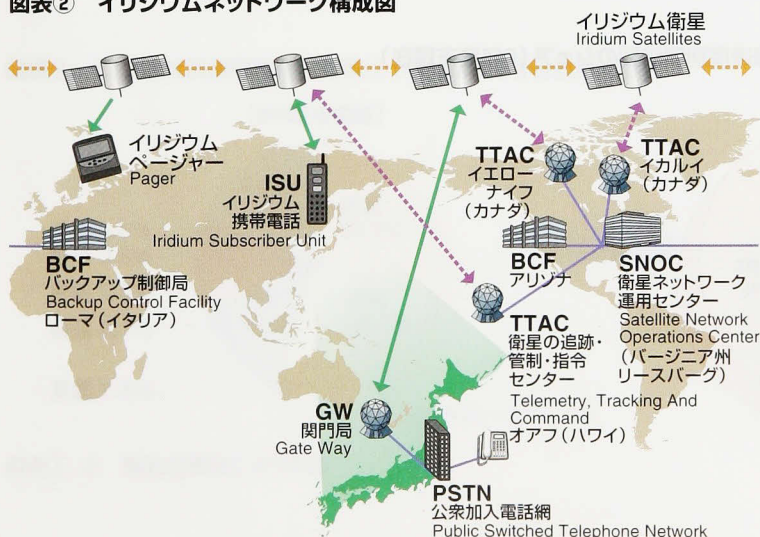 図表② イリジウムネットワーク構成図
イリジウム衛星
Iridium Satellites
イリジウム
ページャー
Pager
ISU
イリジウム
携帯電話
Iridium Subscriber Unit
TTAC
イエロー
ナイフ
(カナダ)
TTAC
イカルイ
(カナダ)
BCF
バックアップ制御局
Backup Control Facility
ローマ(イタリア)
BCF
アリゾナ
SNOC
衛星ネットワーク
運用センター
Satellite Network
Operations Center
(バージニア州
リースバーグ)
TTAC
衛星の追跡・
管制・指令
センター
Telemetry, Tracking And
Command
オアフ(ハワイ)
GW
関門局
Gate Way
PSTN
公衆加入電話網
Public Switched Telephone Network